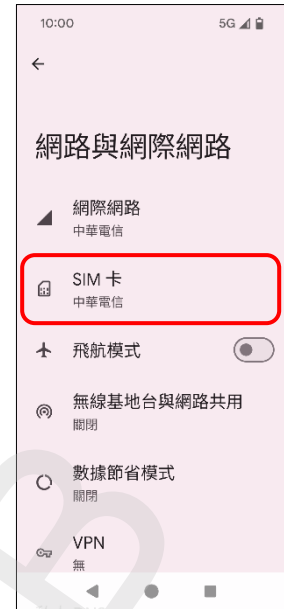 10:00 5G
網路與網際網路
網際網路
中華電信
SIM 卡
中華電信
飛航模式
無線基地台與網路共用
關閉
數據節省模式
關閉
VPN
無